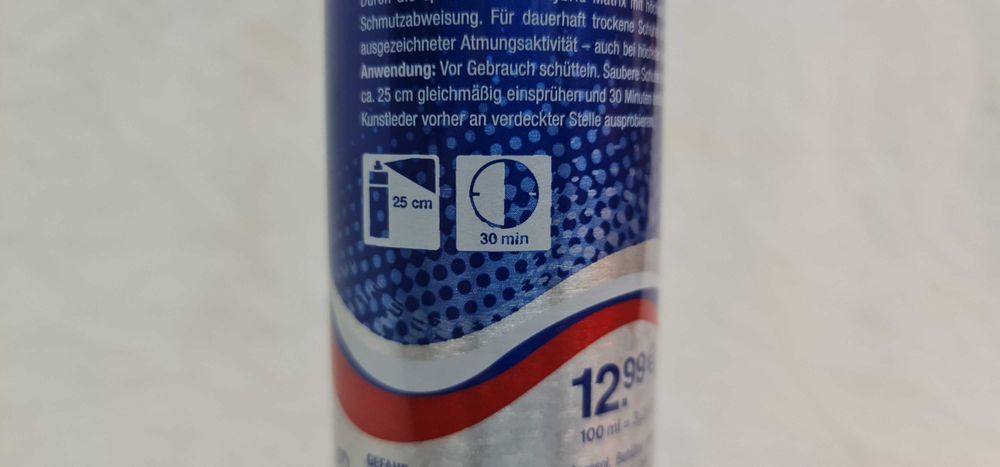 Schmutzabweisung. Für dauerhaft trockene
ausgezeichneter Atmungsaktivität – auch bei
Anwendung: Vor Gebrauch schütteln. Saubere
ca. 25 cm gleichmäßig einsprühen und 30 Minuten
Kunstleder vorher an verdeckter Stelle ausprobieren.
25 cm
30 min
12.99 €
100 ml =